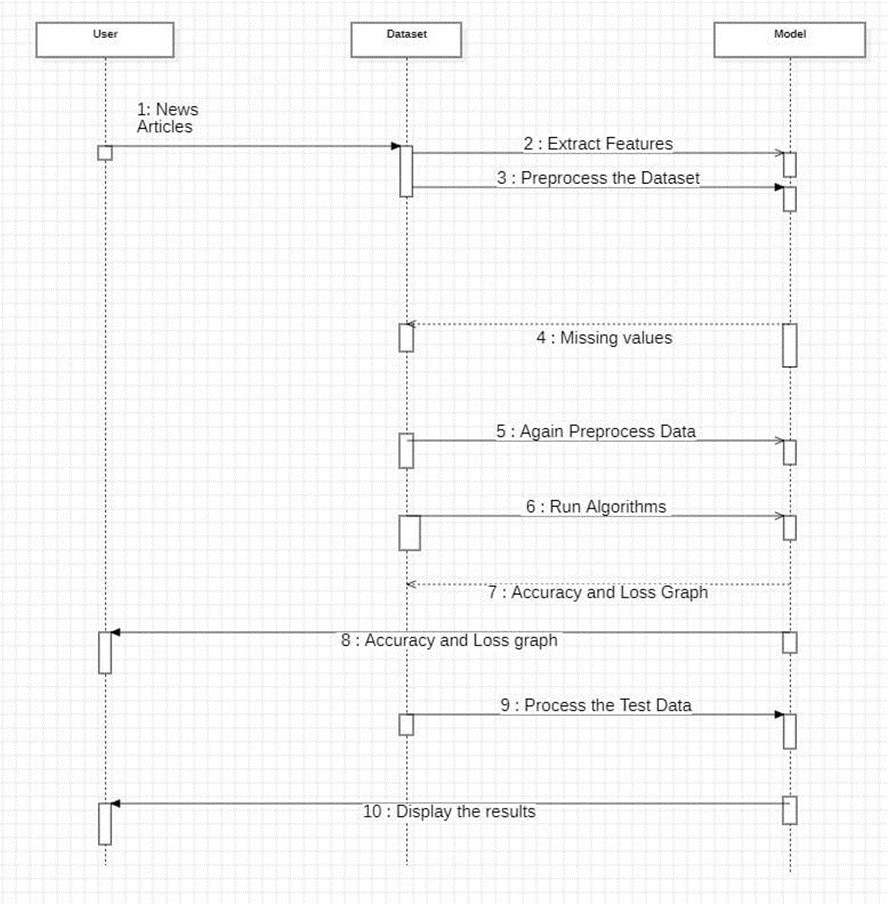 User
Dataset
Model
1: News
Articles
2 : Extract Features
3 : Preprocess the Dataset
4 : Missing values
5 : Again Preprocess Data
6 : Run Algorithms
7 : Accuracy and Loss Graph
8 : Accuracy and Loss graph
9 : Process the Test Data
10 : Display the results